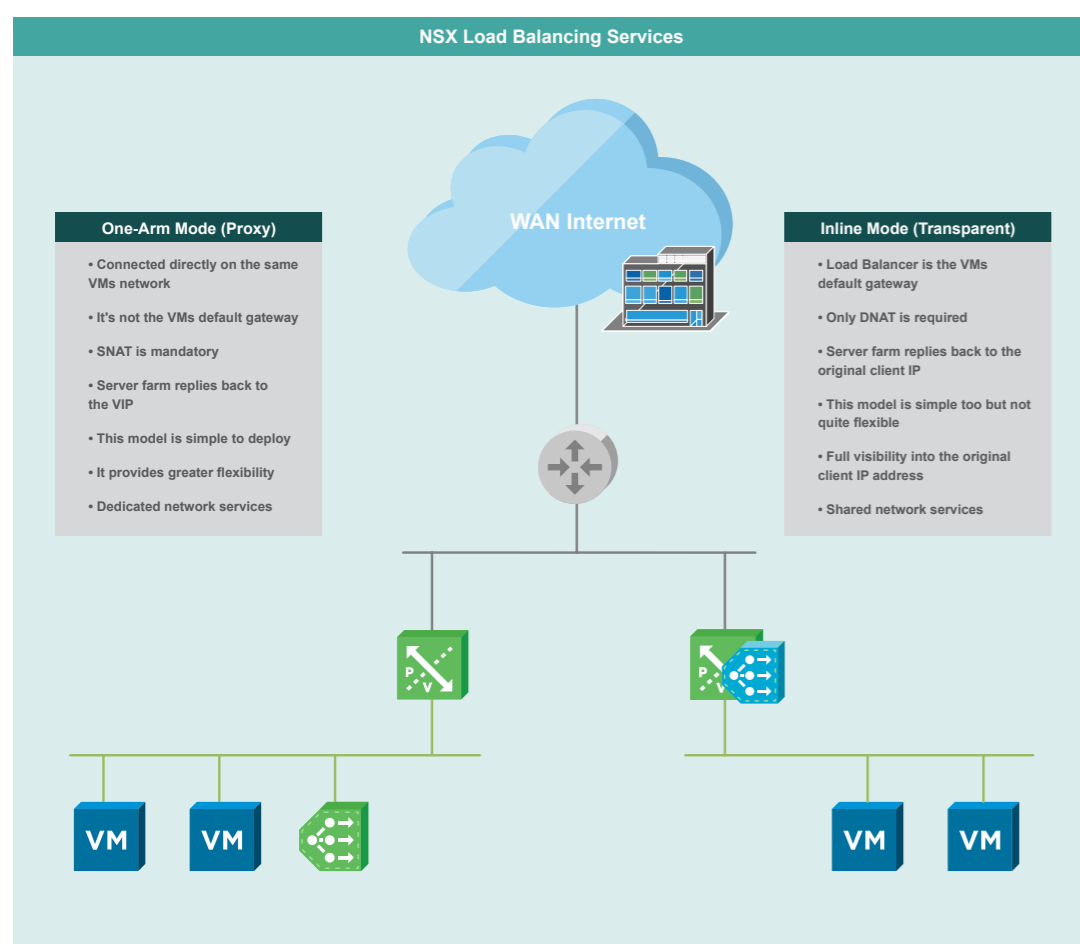 NSX Load Balancing Services
WAN Internet
One-Arm Mode (Proxy)
• Connected directly on the same
VMs network
• It's not the VMs default gateway
• SNAT is mandatory
• Server farm replies back to
the VIP
• This model is simple to deploy
• It provides greater flexibility
• Dedicated network services
Inline Mode (Transparent)
• Load Balancer is the VMs
default gateway
• Only DNAT is required
• Server farm replies back to the
original client IP
• This model is simple too but not
quite flexible
• Full visibility into the original
client IP address
• Shared network services
P
V
P
V
VM
VM
VM
VM